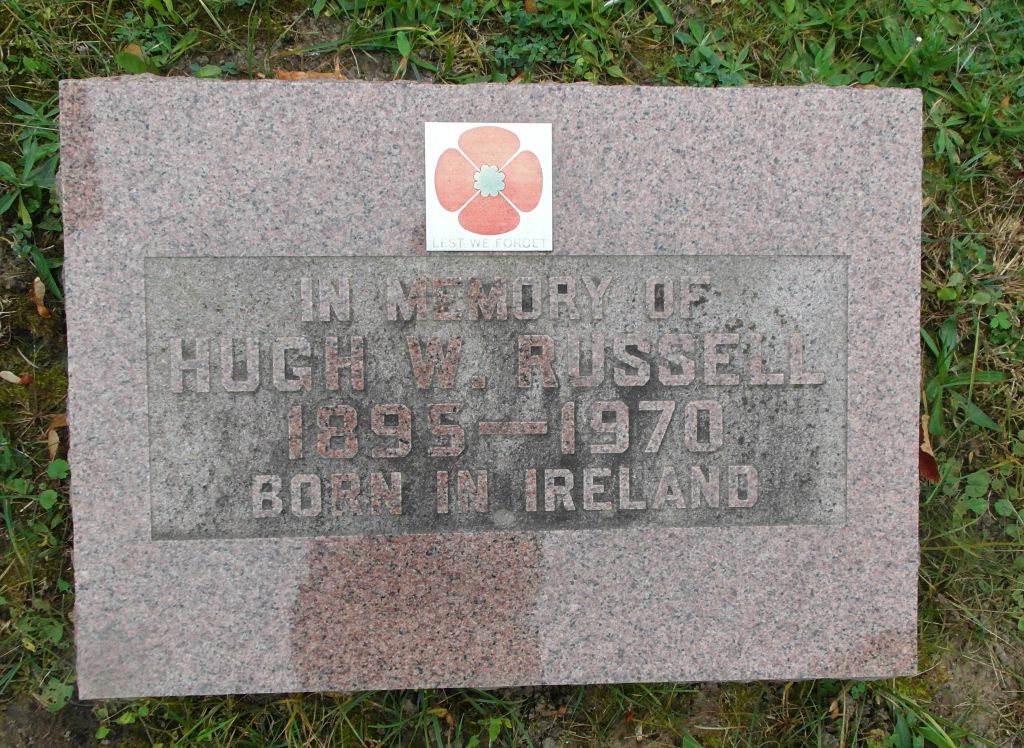 LEST WE FORGET
IN MEMORY OF
HUGH W. RUSSELL
1895—1970
BORN IN IRELAND